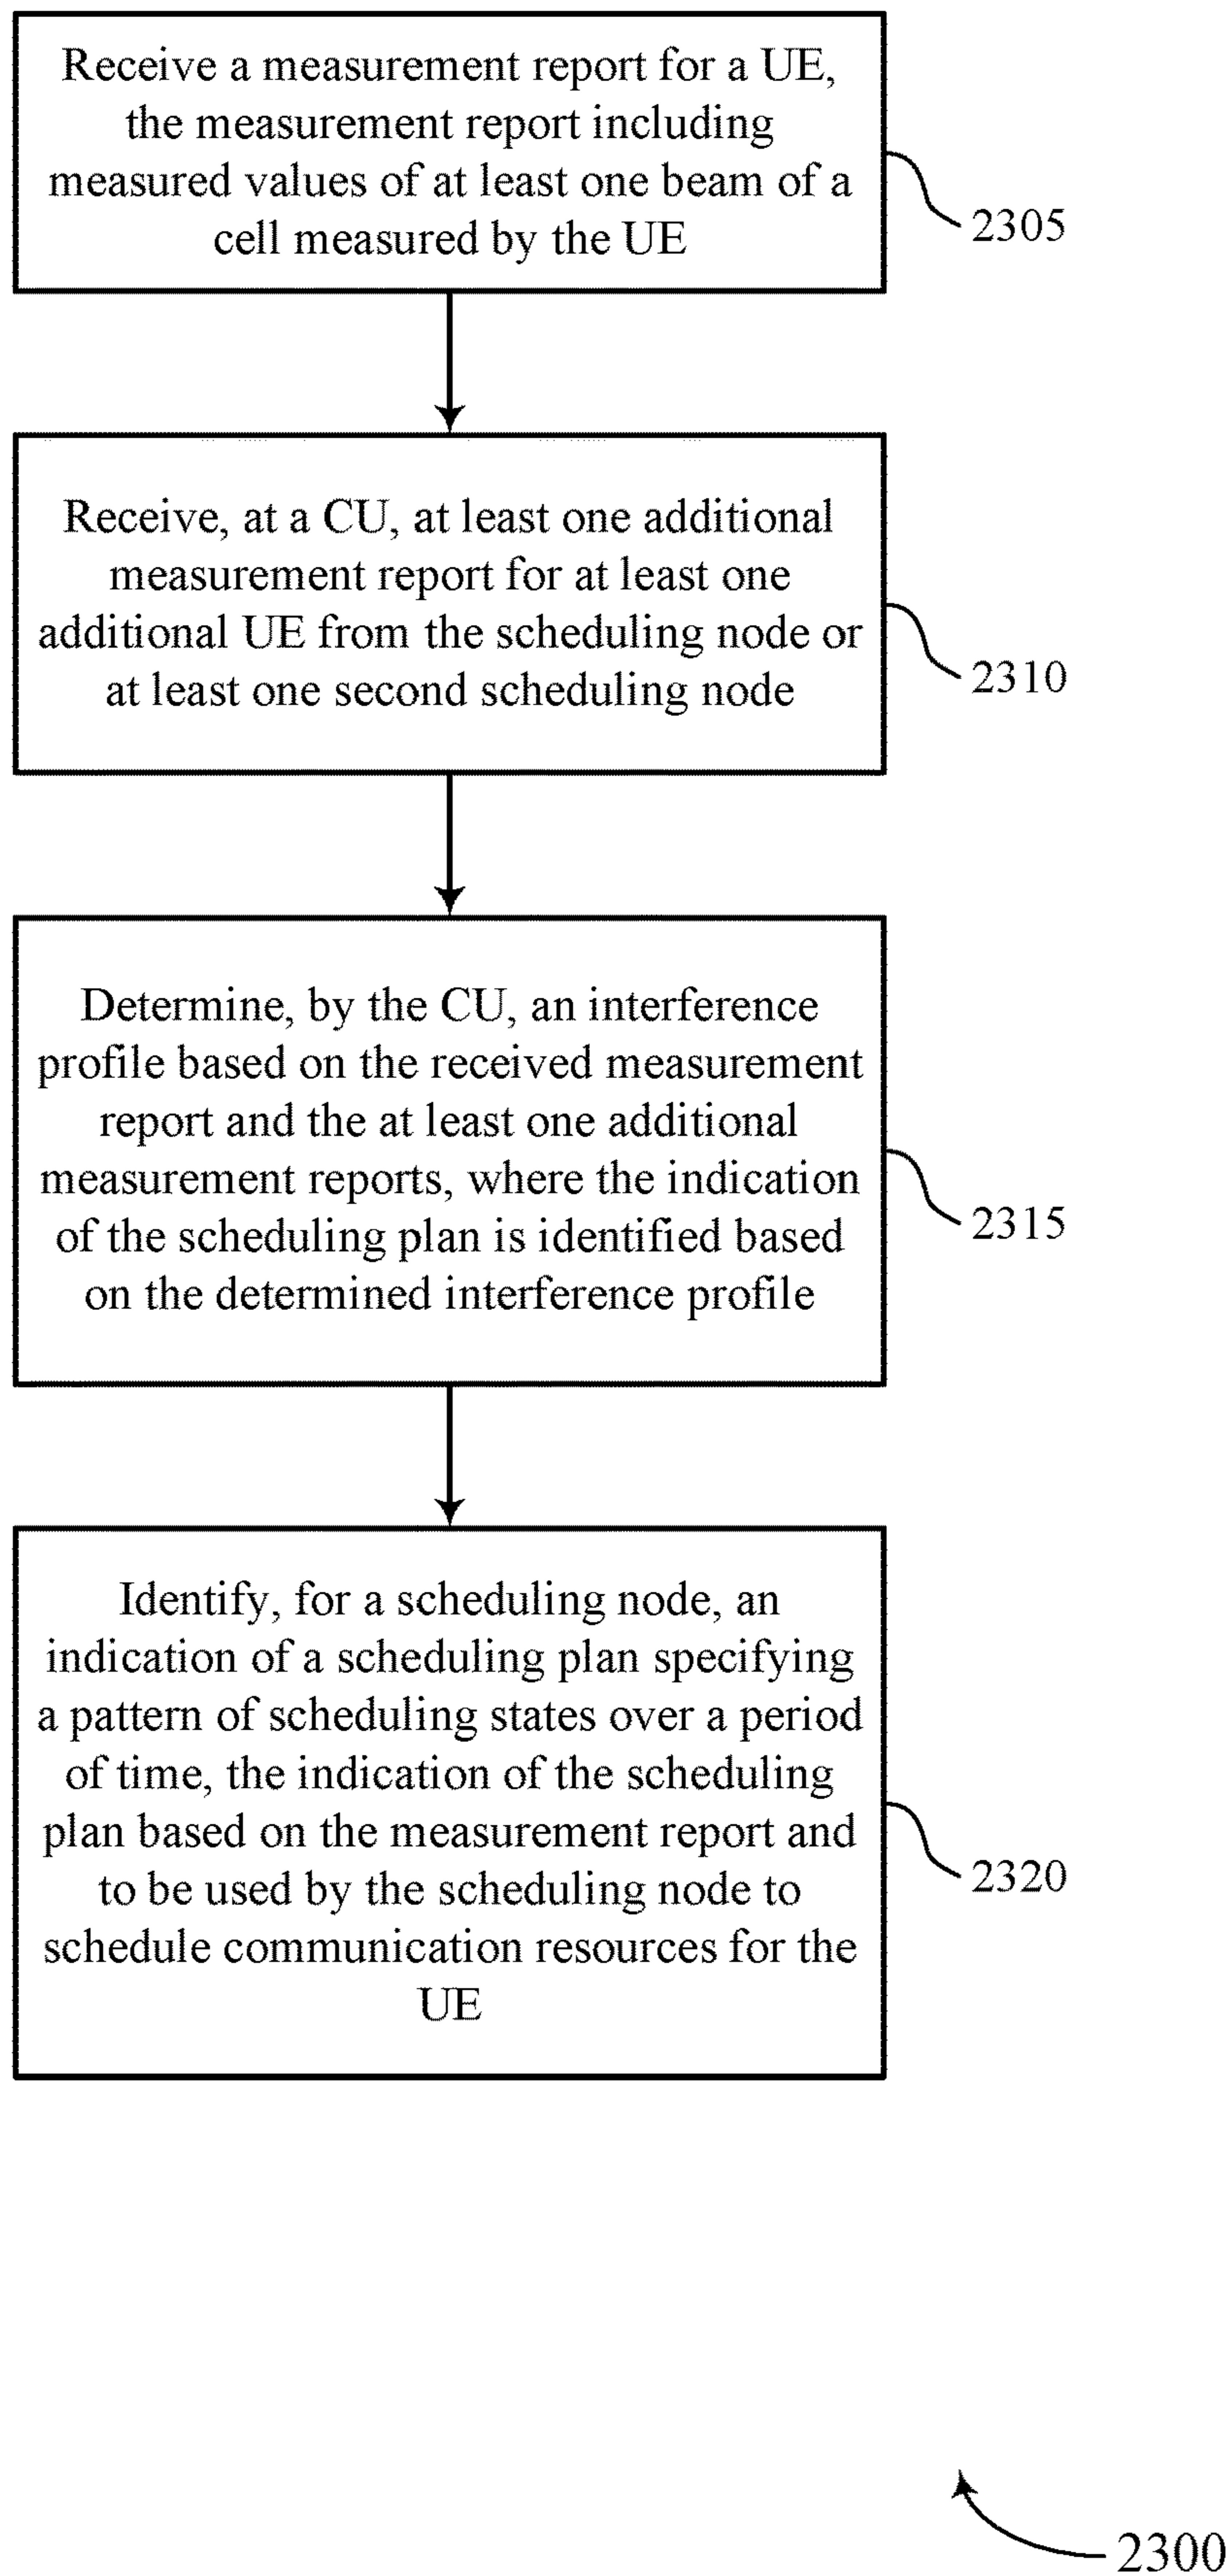 Receive a measurement report for a UE,
the measurement report including
measured values of at least one beam of a
cell measured by the UE
2305
Receive, at a CU, at least one additional
measurement report for at least one
additional UE from the scheduling node or
at least one second scheduling node
2310
Determine, by the CU, an interference
profile based on the received measurement
report and the at least one additional
measurement reports, where the indication
of the scheduling plan is identified based
on the determined interference profile
2315
Identify, for a scheduling node, an
indication of a scheduling plan specifying
a pattern of scheduling states over a period
of time, the indication of the scheduling
plan based on the measurement report and
to be used by the scheduling node to
schedule communication resources for the
UE
2320
2300